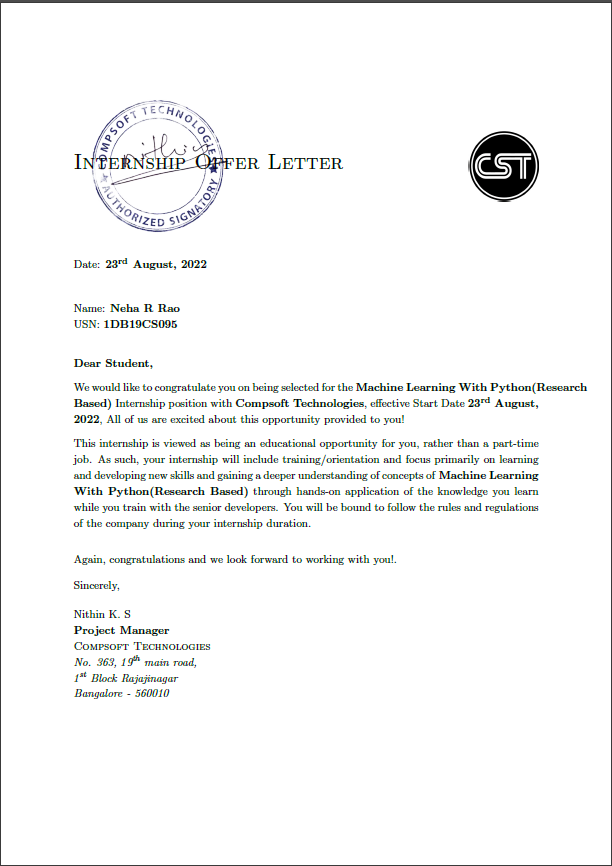 COMPSOFT TECHNOLOGIE
Nithin
AUTHORIZED SIGNATORY
Internship Offer Letter
CST
Date: 23rd August, 2022
Name: Neha R Rao
USN: 1DB19CS095
Dear Student,
We would like to congratulate you on being selected for the Machine Learning With Python(Research
Based) Internship position with Compsoft Technologies, effective Start Date 23rd August,
2022, All of us are excited about this opportunity provided to you!
This internship is viewed as being an educational opportunity for you, rather than a part-time
job. As such, your internship will include training/orientation and focus primarily on learning
and developing new skills and gaining a deeper understanding of concepts of Machine Learning
With Python(Research Based) through hands-on application of the knowledge you learn
while you train with the senior developers. You will be bound to follow the rules and regulations
of the company during your internship duration.
Again, congratulations and we look forward to working with you!.
Sincerely,
Nithin K. S
Project Manager
Compsoft Technologies
No. 363, 19th main road,
1st Block Rajajinagar
Bangalore - 560010